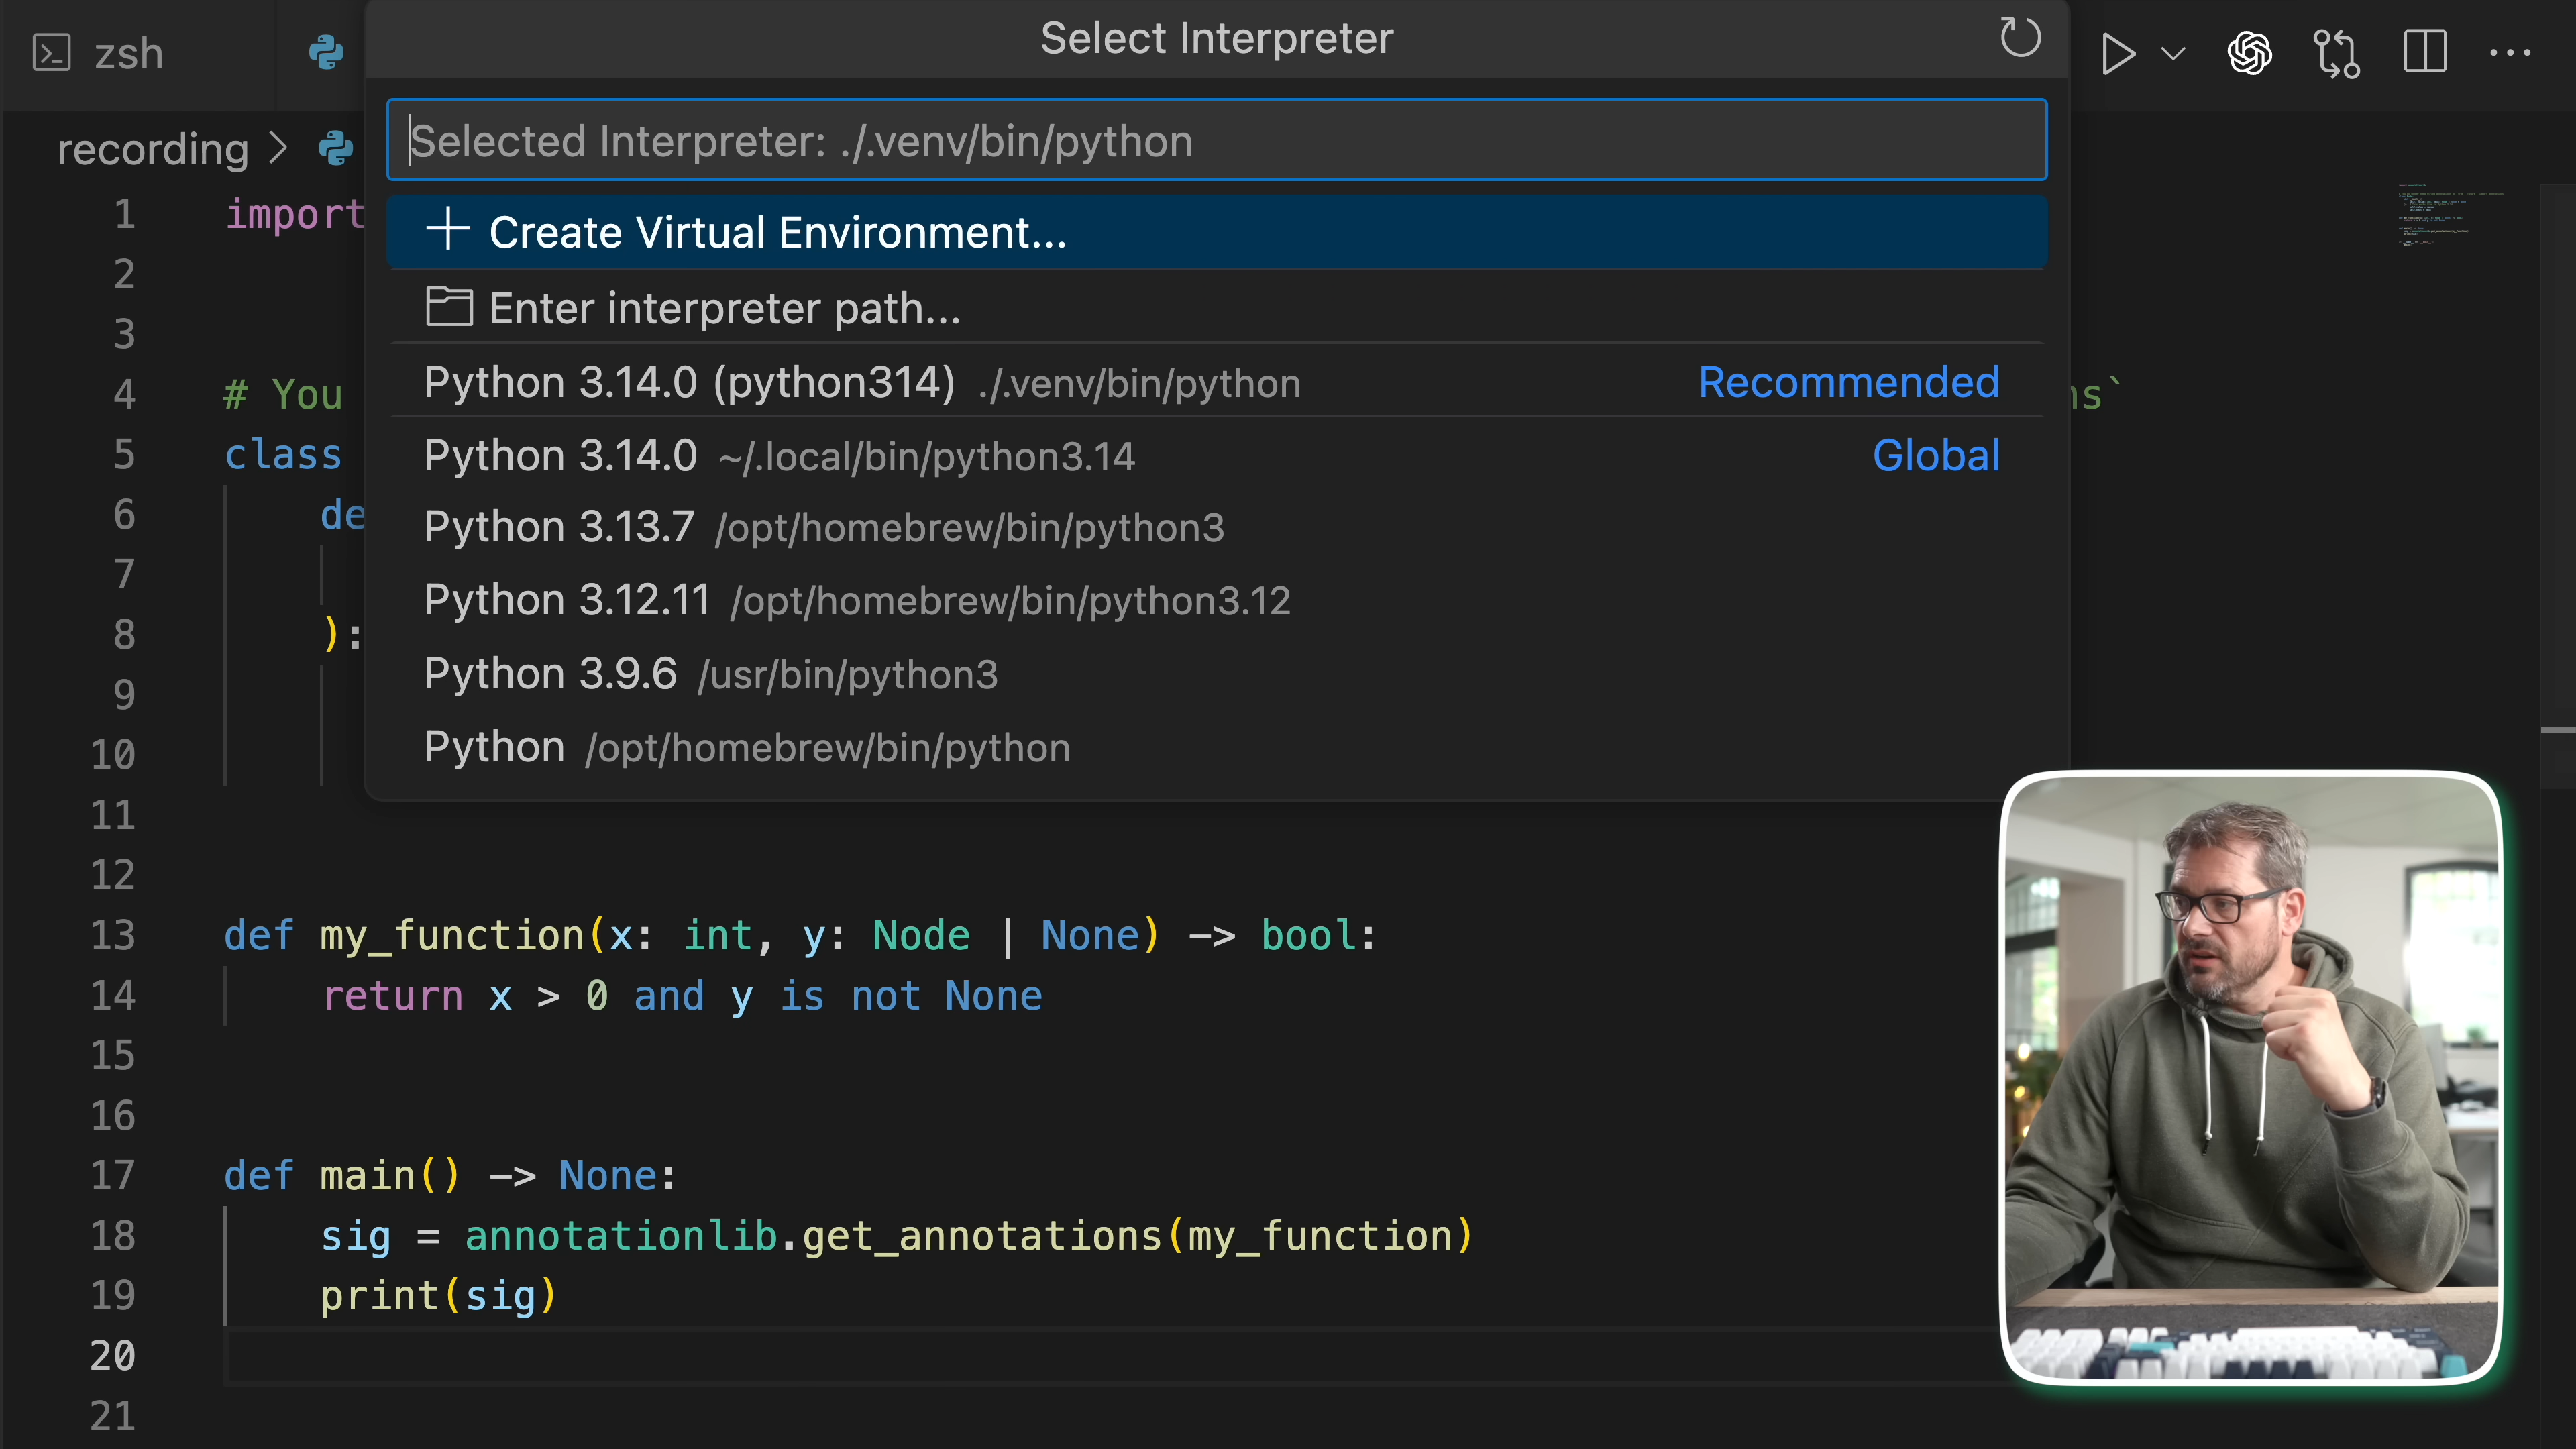 zsh
Select Interpreter
Selected Interpreter: ./.venv/bin/python
recording
Create Virtual Environment...
Enter interpreter path...
Python 3.14.0 (python314) ./.venv/bin/python Recommended
Python 3.14.0 ~/.local/bin/python3.14 Global
Python 3.13.7 /opt/homebrew/bin/python3
Python 3.12.11 /opt/homebrew/bin/python3.12
Python 3.9.6 /usr/bin/python3
Python /opt/homebrew/bin/python
1 import
2
3
4 # You s`
5 class
6 de
7
8 ):
9
10
11
12
13 def my_function(x: int, y: Node | None) -> bool:
14 return x > 0 and y is not None
15
16
17 def main() -> None:
18 sig = annotationlib.get_annotations(my_function)
19 print(sig)
20
21